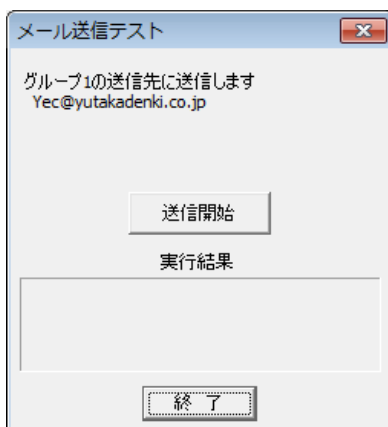 メール送信テスト
グループ1の送信先に送信します
Yec@yutakadenki.co.jp
送信開始
実行結果
終 了